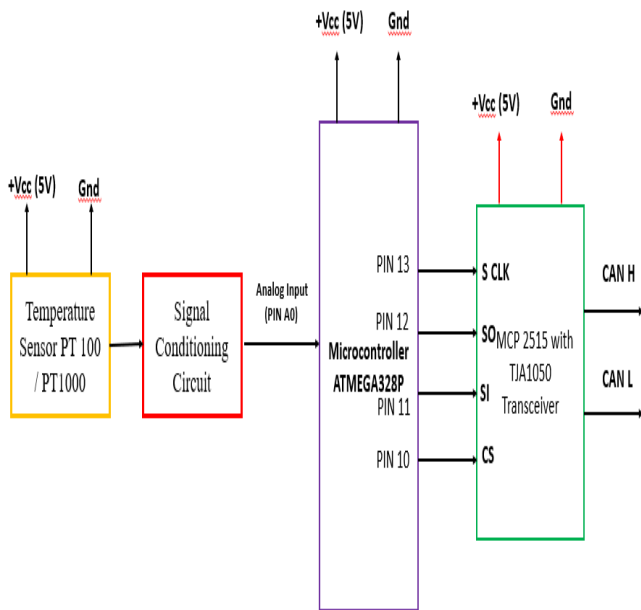 +Vcc (5V)
Gnd
Temperature
Sensor PT 100
/ PT1000
Signal
Conditioning
Circuit
Analog Input
(PIN A0)
+Vcc (5V)
Gnd
PIN 13
PIN 12
Microcontroller
ATMEGA328P
PIN 11
PIN 10
+Vcc (5V)
Gnd
S CLK
SO
MCP 2515 with
TJA1050
SI
Transceiver
CS
CAN H
CAN L